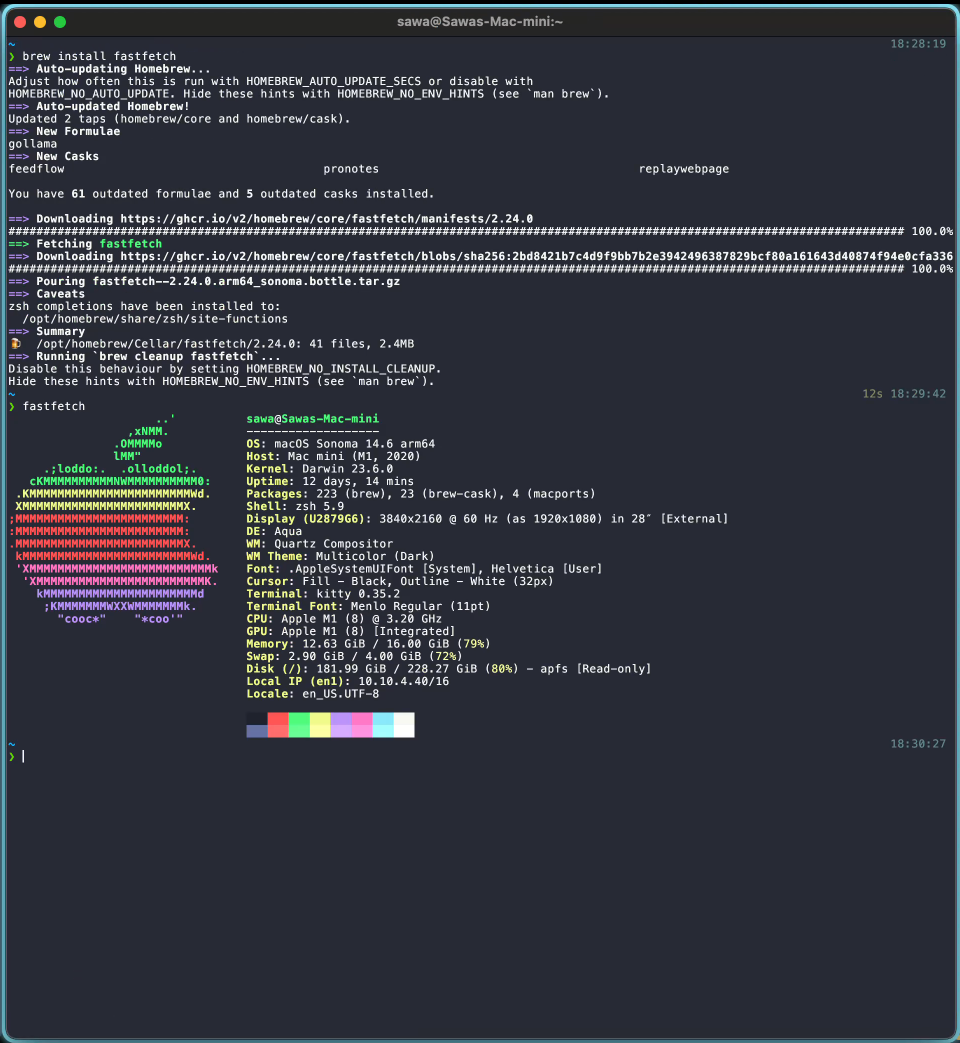 sawa@Sawas-Mac-mini:~
~ 18:28:19
❯ brew install fastfetch
==> Auto-updating Homebrew...
Adjust how often this is run with HOMEBREW_AUTO_UPDATE_SECS or disable with
HOMEBREW_NO_AUTO_UPDATE. Hide these hints with HOMEBREW_NO_ENV_HINTS (see `man brew`).
==> Auto-updated Homebrew!
Updated 2 taps (homebrew/core and homebrew/cask).
==> New Formulae
gollama
==> New Casks
feedflow pronotes replaywebpage
You have 61 outdated formulae and 5 outdated casks installed.
==> Downloading https://ghcr.io/v2/homebrew/core/fastfetch/manifests/2.24.0
################################################################################################################################ 100.0%
==> Fetching fastfetch
==> Downloading https://ghcr.io/v2/homebrew/core/fastfetch/blobs/sha256:2bd8421b7c4d9f9bb7b2e3942496387829bcf80a161643d40874f94e0cfa336
################################################################################################################################ 100.0%
==> Pouring fastfetch--2.24.0.arm64_sonoma.bottle.tar.gz
==> Caveats
zsh completions have been installed to:
  /opt/homebrew/share/zsh/site-functions
==> Summary
🍺  /opt/homebrew/Cellar/fastfetch/2.24.0: 41 files, 2.4MB
==> Running `brew cleanup fastfetch`...
Disable this behaviour by setting HOMEBREW_NO_INSTALL_CLEANUP.
Hide these hints with HOMEBREW_NO_ENV_HINTS (see `man brew`).
~ 12s 18:29:42
❯ fastfetch
                     ..'          sawa@Sawas-Mac-mini
                 ,xNMM.           -------------------
               .OMMMMo            OS: macOS Sonoma 14.6 arm64
               lMM"               Host: Mac mini (M1, 2020)
     .;loddo:.  .olloddol;.       Kernel: Darwin 23.6.0
   cKMMMMMMMMMMNWMMMMMMMMMM0:     Uptime: 12 days, 14 mins
 .KMMMMMMMMMMMMMMMMMMMMMMMWd.     Packages: 223 (brew), 23 (brew-cask), 4 (macports)
 XMMMMMMMMMMMMMMMMMMMMMMMX.       Shell: zsh 5.9
;MMMMMMMMMMMMMMMMMMMMMMMM:        Display (U2879G6): 3840x2160 @ 60 Hz (as 1920x1080) in 28″ [External]
:MMMMMMMMMMMMMMMMMMMMMMMM:        DE: Aqua
.MMMMMMMMMMMMMMMMMMMMMMMMX.       WM: Quartz Compositor
 kMMMMMMMMMMMMMMMMMMMMMMMMWd.     WM Theme: Multicolor (Dark)
 'XMMMMMMMMMMMMMMMMMMMMMMMMMMk    Font: .AppleSystemUIFont [System], Helvetica [User]
  'XMMMMMMMMMMMMMMMMMMMMMMMMK.    Cursor: Fill - Black, Outline - White (32px)
    kMMMMMMMMMMMMMMMMMMMMMMd      Terminal: kitty 0.35.2
     ;KMMMMMMMWXXWMMMMMMMk.       Terminal Font: Menlo Regular (11pt)
       "cooc*"    "*coo'"         CPU: Apple M1 (8) @ 3.20 GHz
GPU: Apple M1 (8) [Integrated]
Memory: 12.63 GiB / 16.00 GiB (79%)
Swap: 2.90 GiB / 4.00 GiB (72%)
Disk (/): 181.99 GiB / 228.27 GiB (80%) - apfs [Read-only]
Local IP (en1): 10.10.4.40/16
Locale: en_US.UTF-8
~ 18:30:27
❯